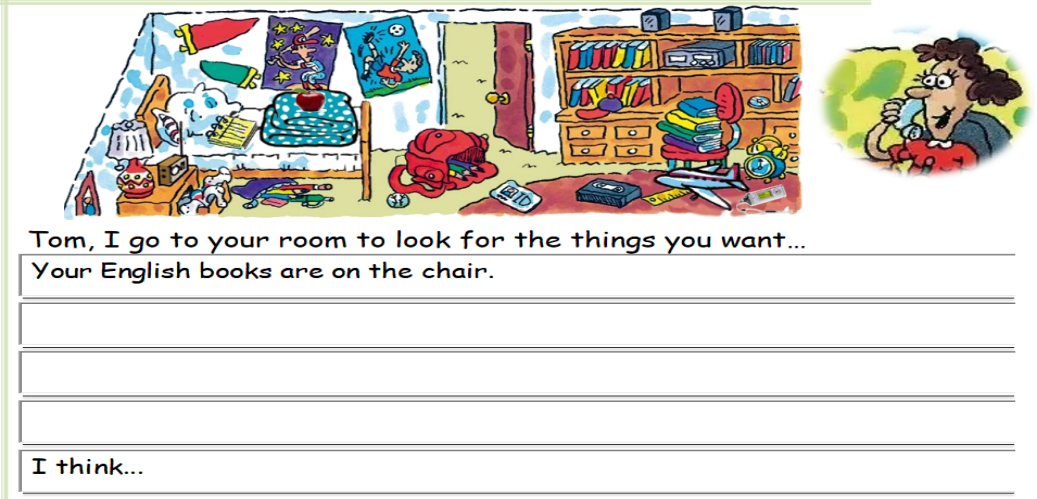 Tom, I go to your room to look for the things you want...
Your English books are on the chair.
I think...